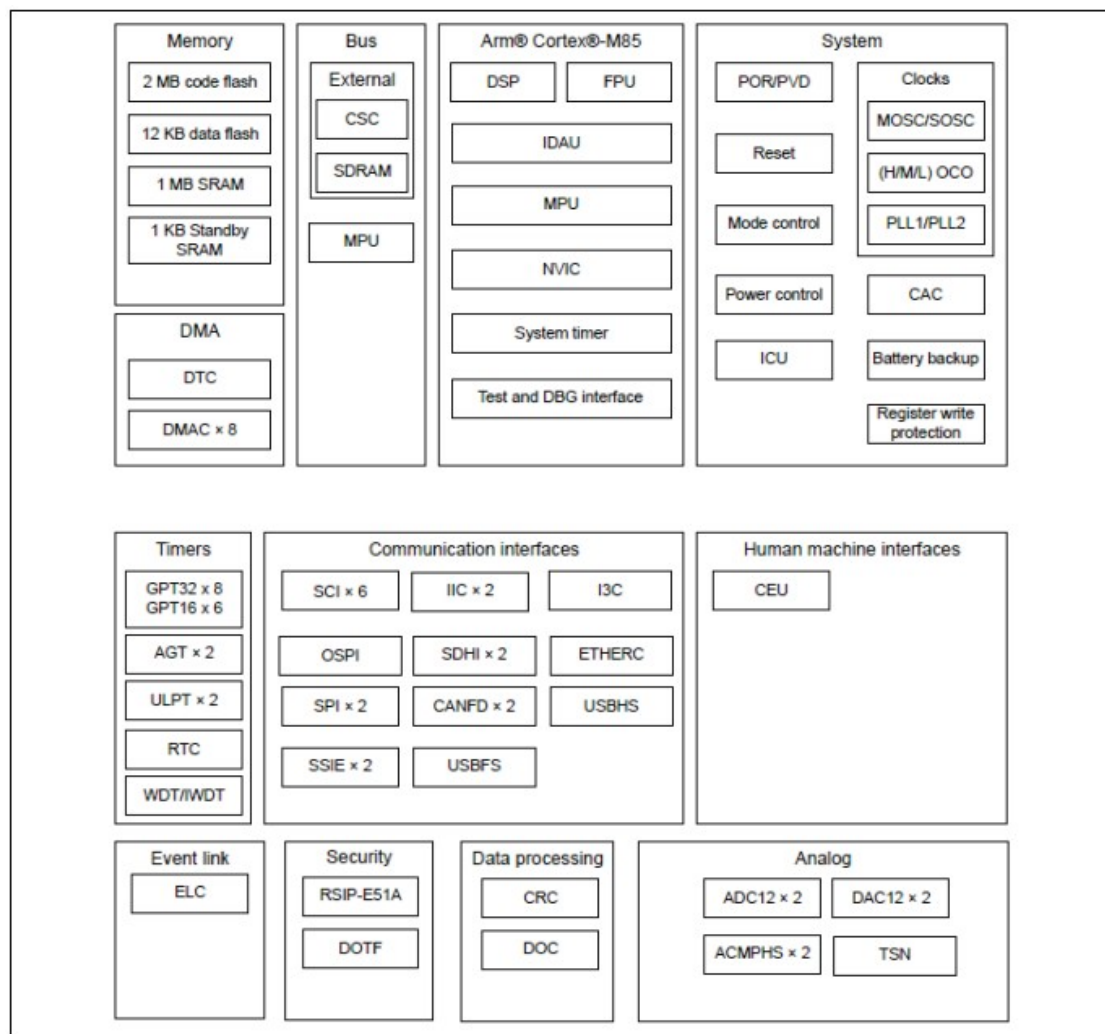 Memory
2 MB code flash
12 KB data flash
1 MB SRAM
1 KB Standby
SRAM
DMA
DTC
DMAC × 8
Bus
External
CSC
SDRAM
MPU
Arm® Cortex®-M85
DSP
FPU
IDAU
MPU
NVIC
System timer
Test and DBG interface
System
POR/PVD
Reset
Mode control
Power control
ICU
Clocks
MOSC/SOSC
(H/M/L) OCO
PLL1/PLL2
CAC
Battery backup
Register write
protection
Timers
GPT32 x 8
GPT16 x 6
AGT × 2
ULPT × 2
RTC
WDT/IWDT
Communication interfaces
SCI × 6
IIC × 2
I3C
OSPI
SDHI × 2
ETHERC
SPI × 2
CANFD × 2
USBHS
SSIE × 2
USBFS
Human machine interfaces
CEU
Event link
ELC
Security
RSIP-E51A
DOTF
Data processing
CRC
DOC
Analog
ADC12 × 2
DAC12 × 2
ACMPHS × 2
TSN